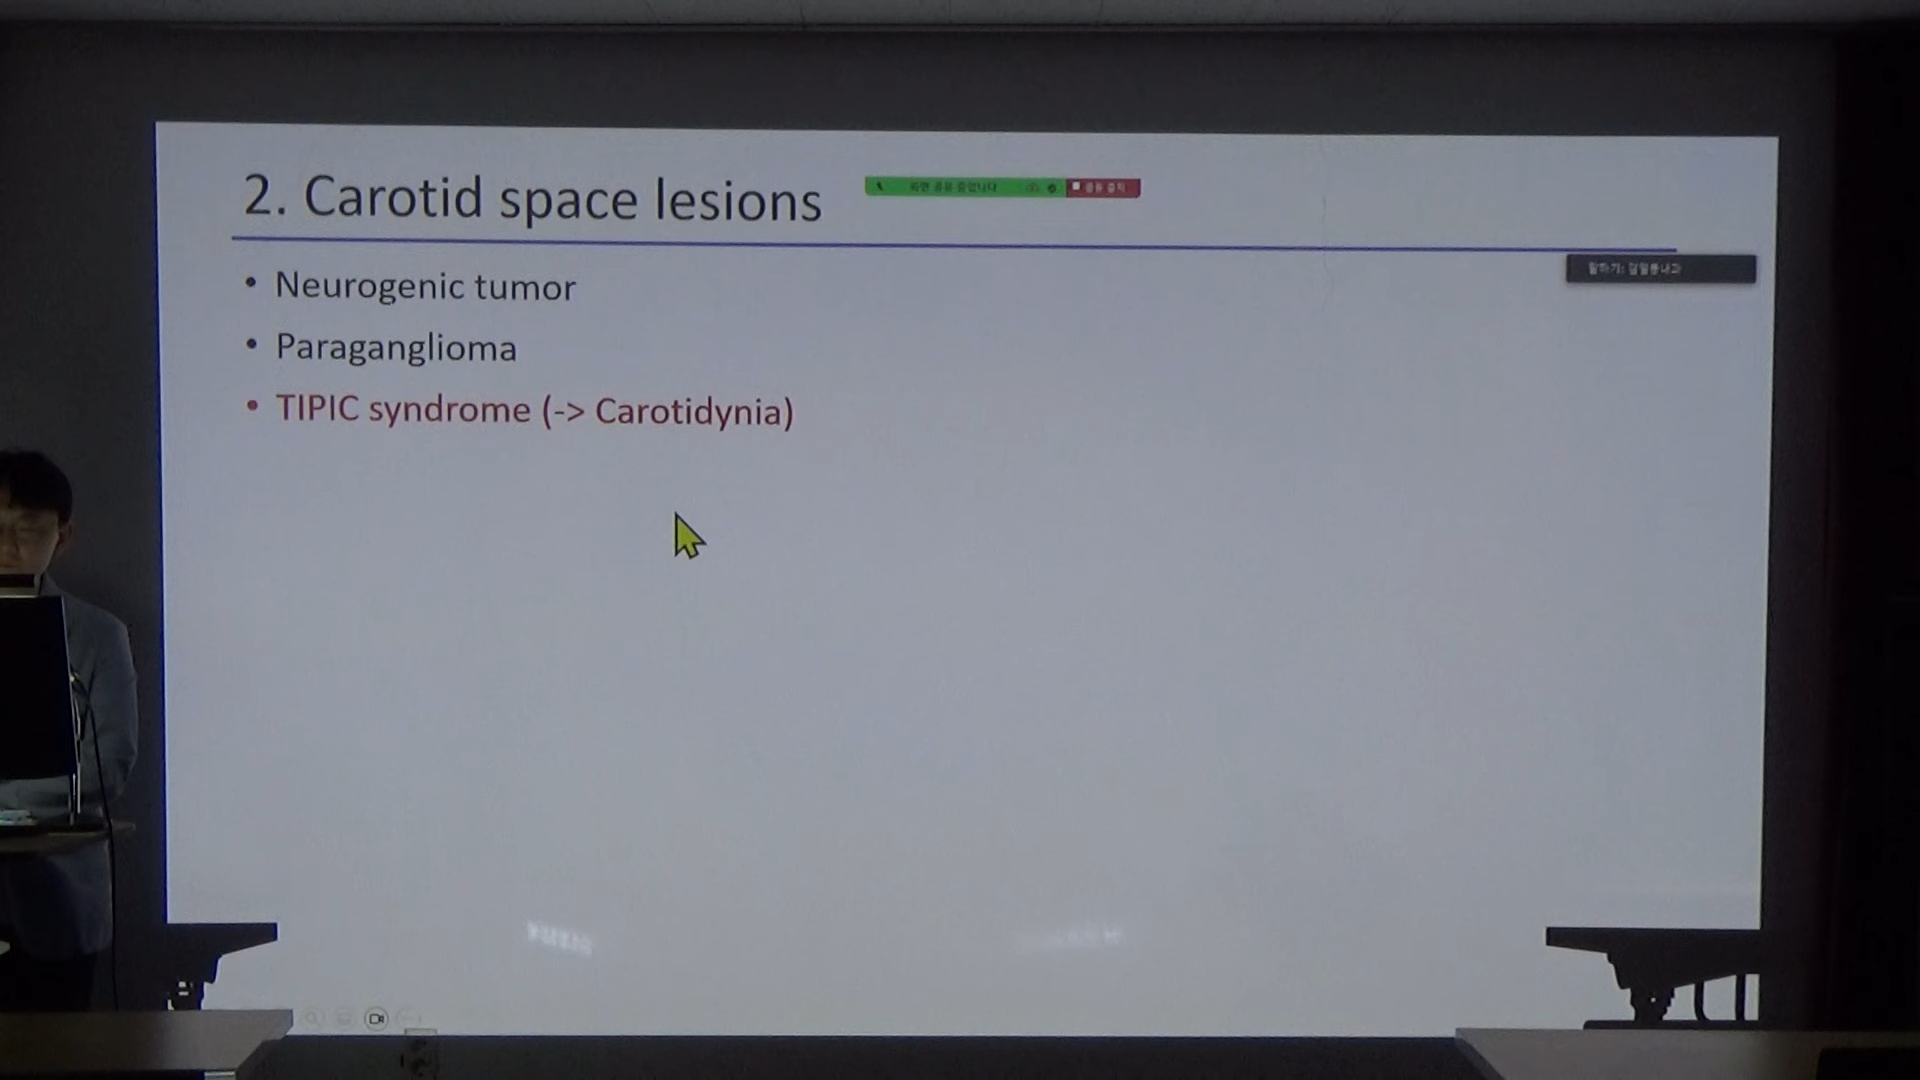 2. Carotid space lesions
• Neurogenic tumor
• Paraganglioma
• TIPIC syndrome (-> Carotidynia)